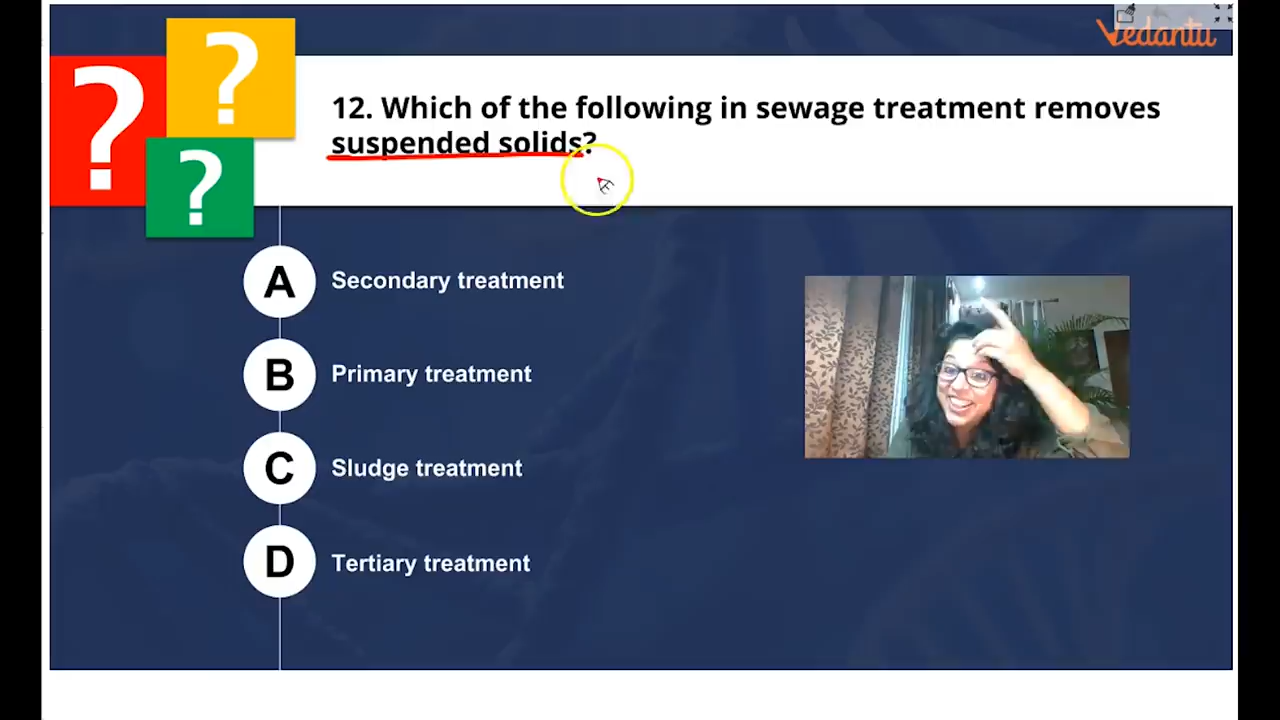 Vedantu
? ? ?
12. Which of the following in sewage treatment removes
suspended solids?
A Secondary treatment
B Primary treatment
C Sludge treatment
D Tertiary treatment